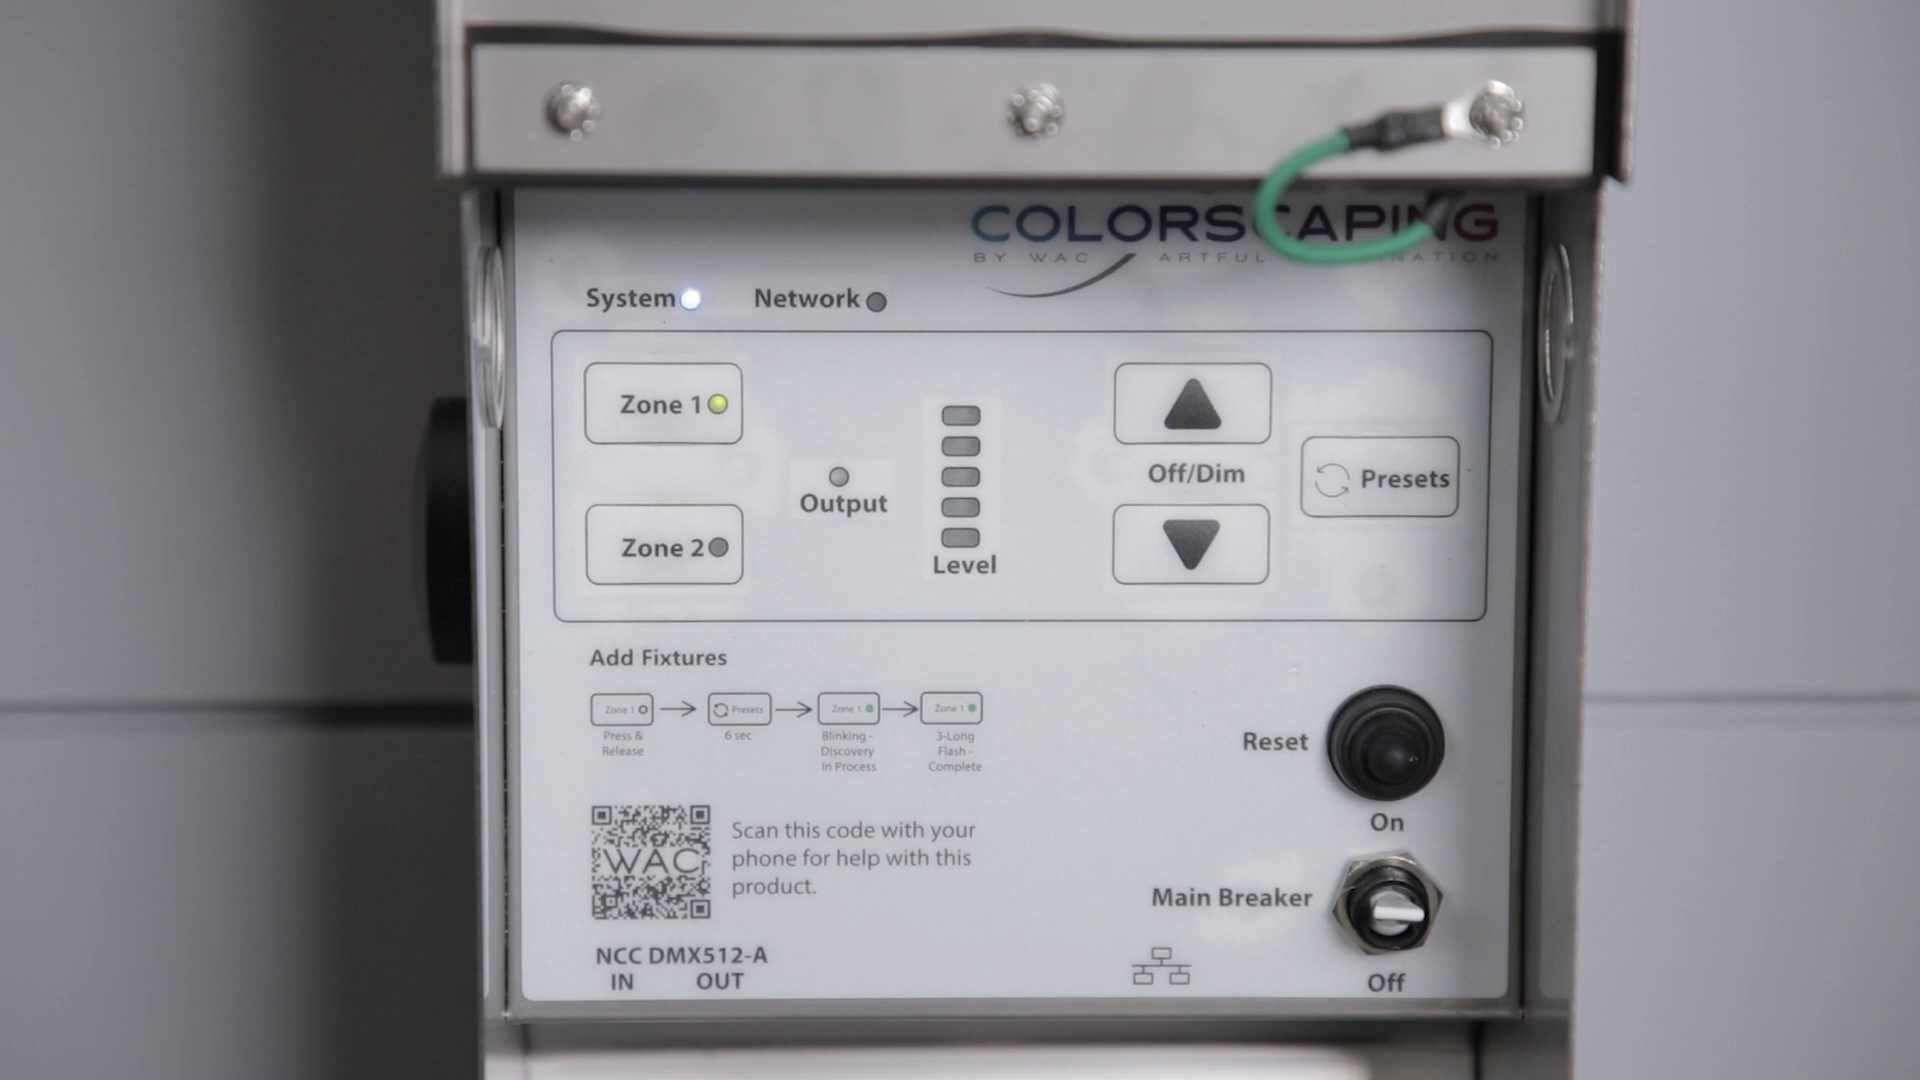 COLORSCAPING
BY WAC ARTFUL
System
Network
Zone 1
Zone 2
Output
Level
Off/Dim
Presets
Add Fixtures
Zone 1
Press &
Release
Presets
6 sec
Zone 1
Blinking -
Discovery
In Process
Zone 1
3-Long
Flash -
Complete
Reset
On
Main Breaker
Off
WAC
Scan this code with your
phone for help with this
product.
NCC DMX512-A
IN OUT